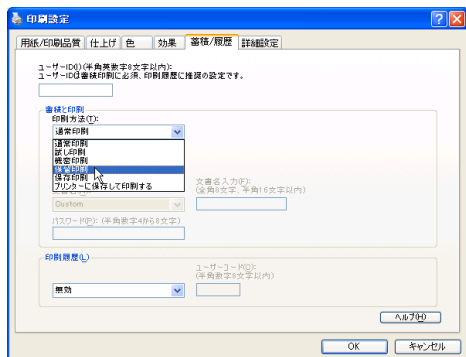 印刷設定
用紙/印刷品質 仕上げ 色 効果 蓄積/履歴 詳細設定
ユーザーID(I)(半角英数字8文字以内):
ユーザーIDは蓄積印刷に必須、印刷履歴に推奨の設定です。
蓄積と印刷
印刷方法(T):
通常印刷
通常印刷
試し印刷
機密印刷
保留印刷
保存印刷
プリンターに保存して印刷する
文書名入力(F):
(全角8文字、半角16文字以内)
Custom
パスワード(P): (半角数字4から8文字)
印刷履歴(L)
ユーザーコード(C):
(半角数字8文字以内)
無効
ヘルプ(H)
OK キャンセル